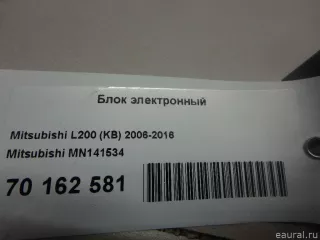 Блок электронный
Mitsubishi L200 (KB) 2006-2016
Mitsubishi MN141534
70 162 581
eaural.ru